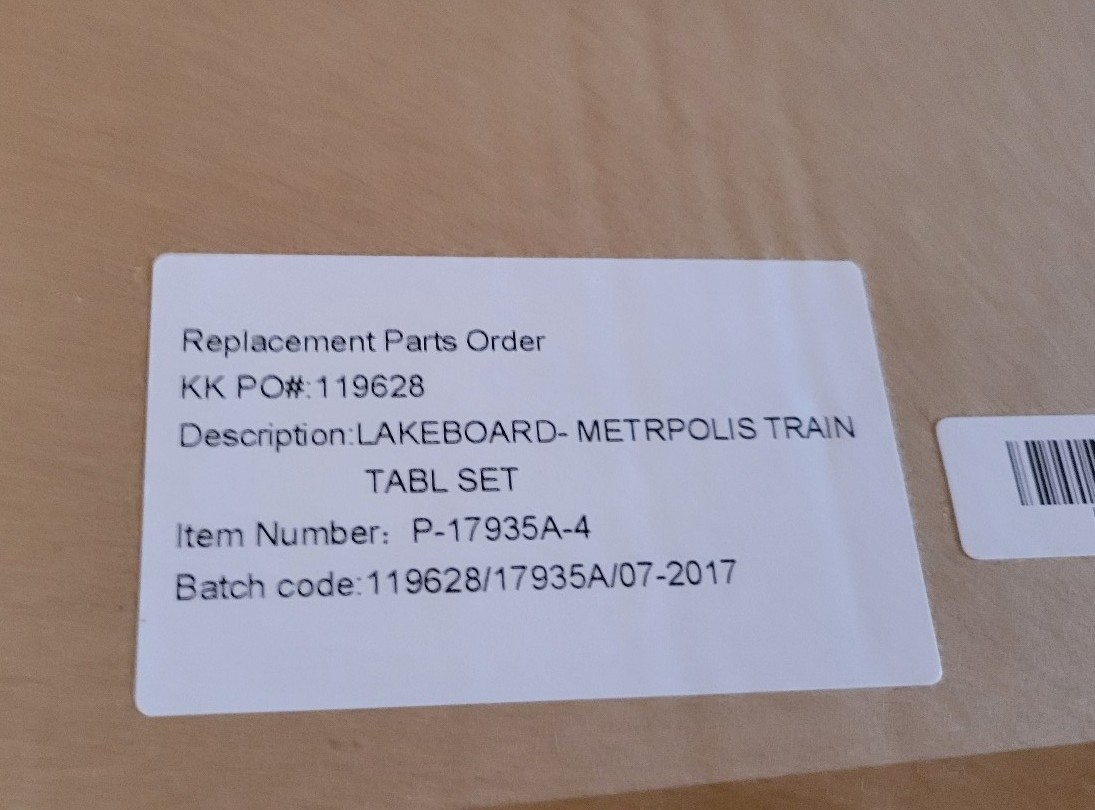 Replacement Parts Order
KK PO#:119628
Description:LAKEBOARD- METRPOLIS TRAIN
TABL SET
Item Number: P-17935A-4
Batch code:119628/17935A/07-2017